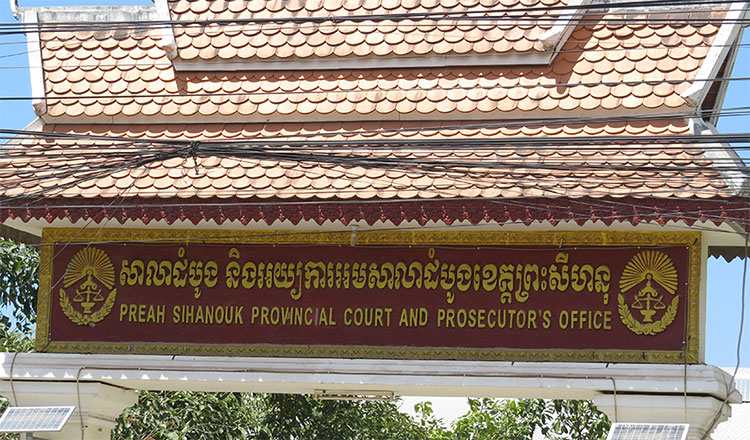 សាលាដំបូង និងអយ្យការអមសាលាដំបូងខេត្តព្រះសីហនុ
PREAH SIHANOUK PROVINCIAL COURT AND PROSECUTOR'S OFFICE